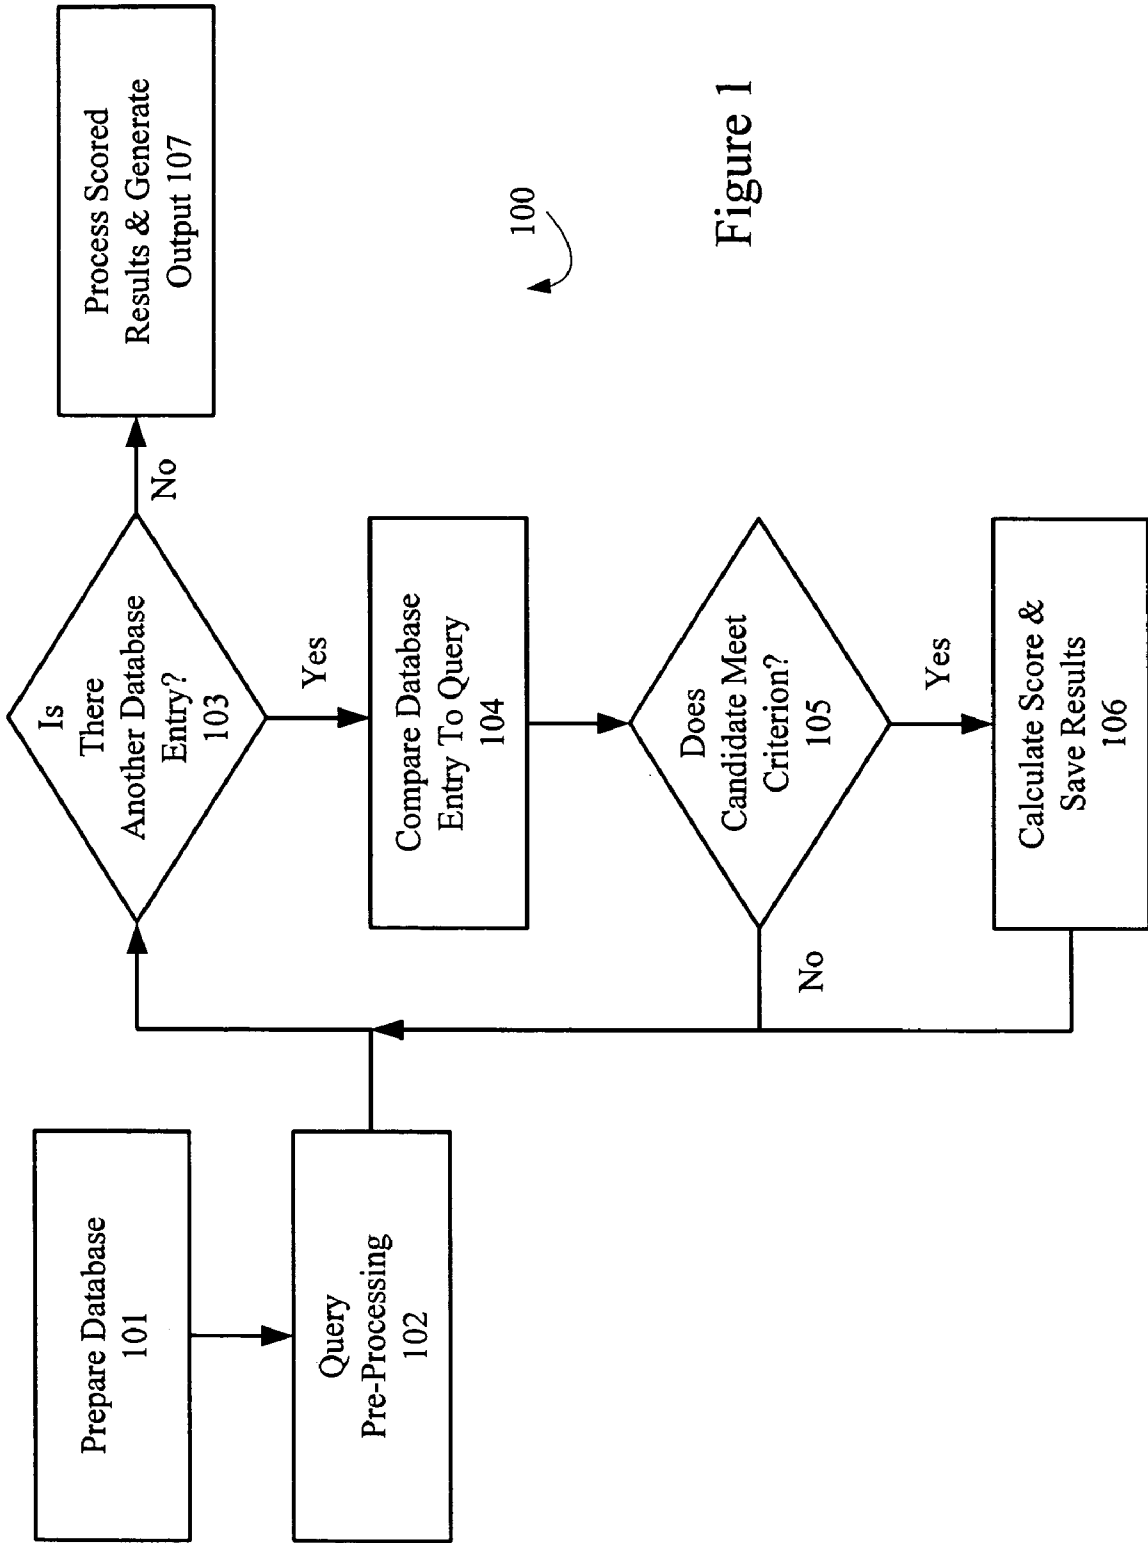 Prepare Database
101
Query
Pre-Processing
102
Is
There
Another Database
Entry?
103
No
Process Scored
Results & Generate
Output 107
Yes
Compare Database
Entry To Query
104
Does
Candidate Meet
Criterion?
105
No
Yes
Calculate Score &
Save Results
106
100
Figure 1